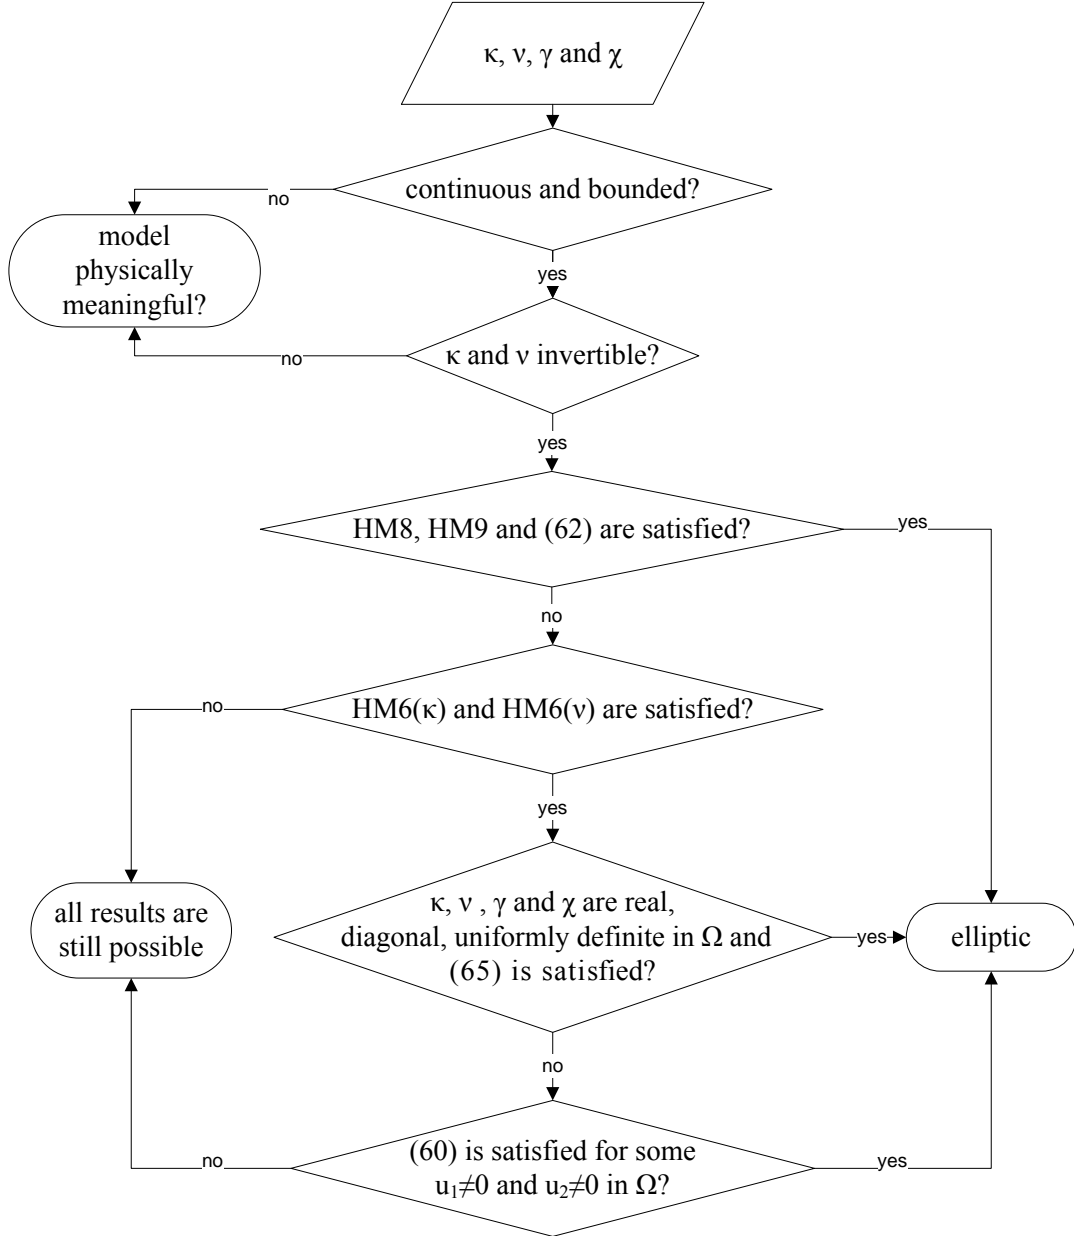 κ, ν, γ and χ
continuous and bounded?
no
model
physically
meaningful?
yes
κ and ν invertible?
no
yes
HM8, HM9 and (62) are satisfied?
yes
no
HM6(κ) and HM6(ν) are satisfied?
no
yes
κ, ν , γ and χ are real,
diagonal, uniformly definite in Ω and
(65) is satisfied?
yes
elliptic
all results are
still possible
no
(60) is satisfied for some
u₁≠0 and u₂≠0 in Ω?
no
yes